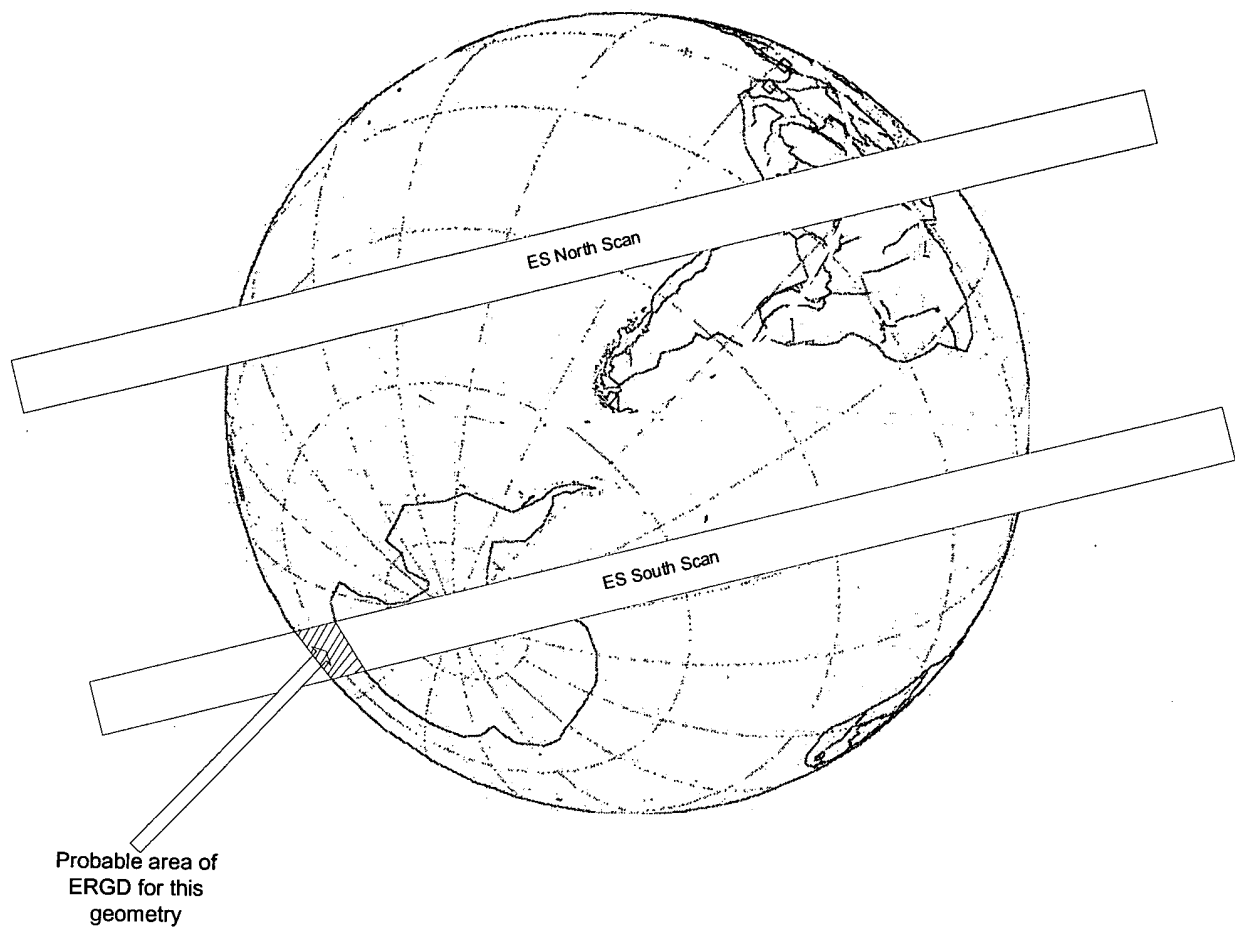 ES North Scan
ES South Scan
Probable area of
ERGD for this
geometry